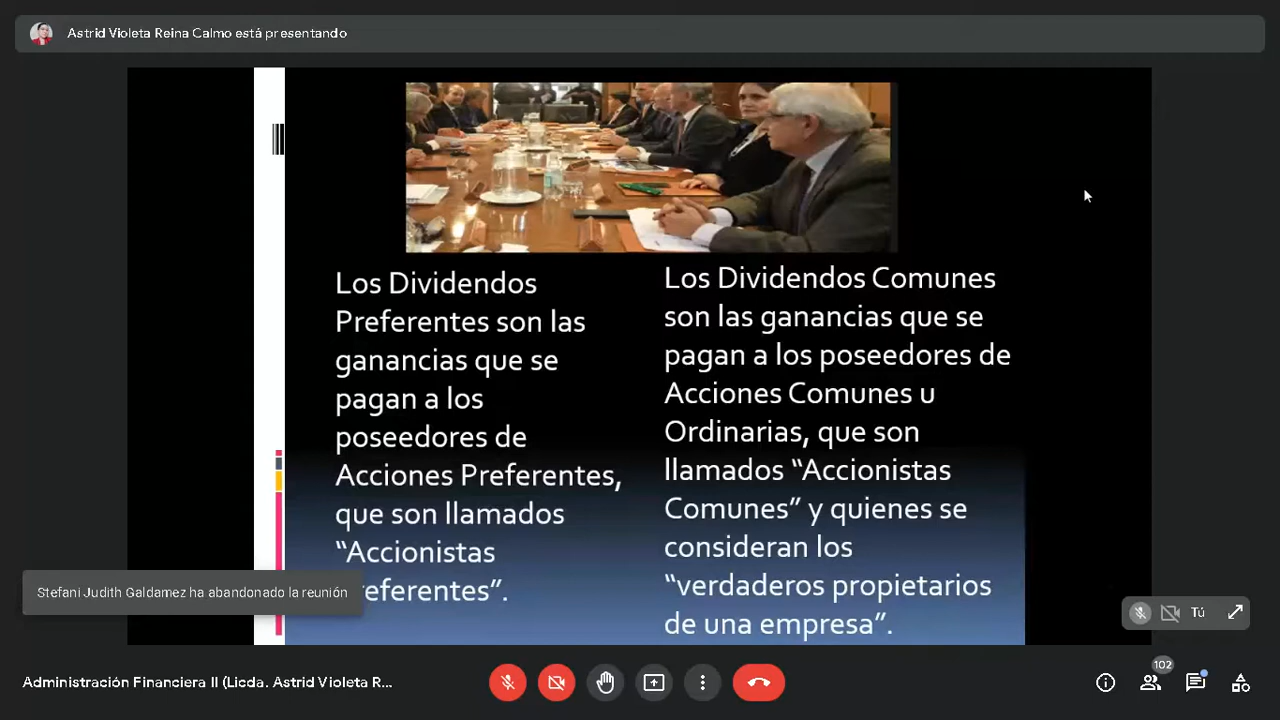 Astrid Violeta Reina Calmo está presentando
Los Dividendos
Preferentes son las
ganancias que se
pagan a los
poseedores de
Acciones Preferentes,
que son llamados
“Accionistas
referentes”.
Los Dividendos Comunes
son las ganancias que se
pagan a los poseedores de
Acciones Comunes u
Ordinarias, que son
llamados “Accionistas
Comunes” y quienes se
consideran los
“verdaderos propietarios
de una empresa”.
Stefani Judith Galdamez ha abandonado la reunión
Tú
Administración Financiera II (Licda. Astrid Violeta R...
102